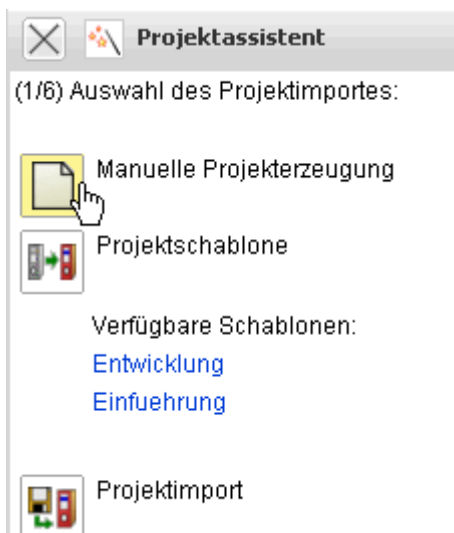 Projektassistent
(1/6) Auswahl des Projektimportes:
Manuelle Projekterzeugung
Projektschablone
Verfügbare Schablonen:
Entwicklung
Einfuehrung
Projektimport